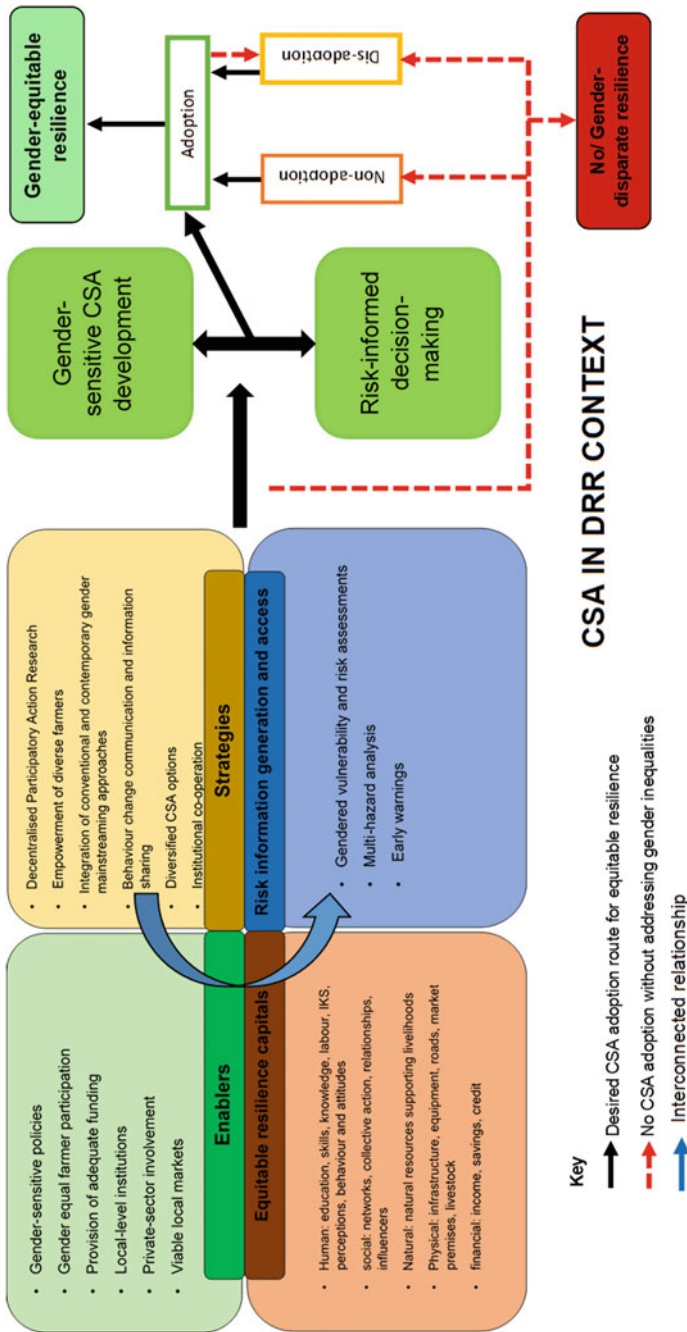 • Gender-sensitive policies
• Gender equal farmer participation
• Provision of adequate funding
• Local-level institutions
• Private-sector involvement
• Viable local markets
Enablers
• Decentralised Participatory Action Research
• Empowerment of diverse farmers
• Integration of conventional and contemporary gender
mainstreaming approaches
• Behaviour change communication and information
sharing
• Diversified CSA options
• Institutional co-operation
Strategies
Equitable resilience capitals
• Human: education, skills, knowledge, labour, IKS,
perceptions, behaviour and attitudes
• social: networks, collective action, relationships,
influencers
• Natural: natural resources supporting livelihoods
• Physical: infrastructure, equipment, roads, market
premises, livestock
• financial: income, savings, credit
Risk information generation and access
• Gendered vulnerability and risk assessments
• Multi-hazard analysis
• Early warnings
Gender-
sensitive CSA
development
Risk-informed
decision-
making
Gender-equitable
resilience
Adoption
Non-adoption
Dis-adoption
No/ Gender-
disparate resilience
CSA IN DRR CONTEXT
Key
Desired CSA adoption route for equitable resilience
No CSA adoption without addressing gender inequalities
Interconnected relationship